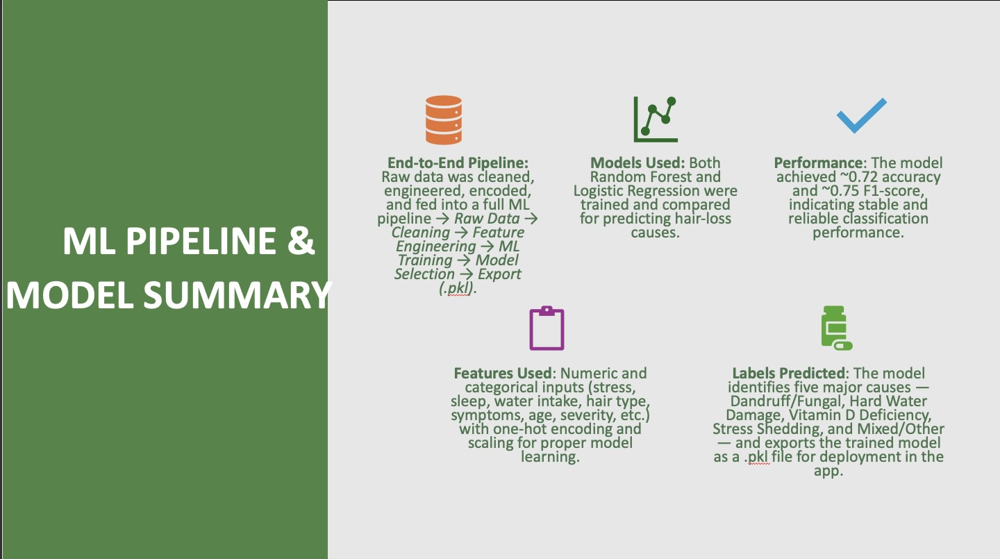 ML PIPELINE &
MODEL SUMMARY
End-to-End Pipeline:
Raw data was cleaned,
engineered, encoded,
and fed into a full ML
pipeline → Raw Data →
Cleaning → Feature
Engineering → ML
Training → Model
Selection → Export
(.pkl).
Models Used: Both
Random Forest and
Logistic Regression were
trained and compared
for predicting hair-loss
causes.
Performance: The model
achieved ~0.72 accuracy
and ~0.75 F1-score,
indicating stable and
reliable classification
performance.
Features Used: Numeric and
categorical inputs (stress,
sleep, water intake, hair type,
symptoms, age, severity, etc.)
with one-hot encoding and
scaling for proper model
learning.
Labels Predicted: The model
identifies five major causes —
Dandruff/Fungal, Hard Water
Damage, Vitamin D Deficiency,
Stress Shedding, and Mixed/Other
— and exports the trained model
as a .pkl file for deployment in the
app.